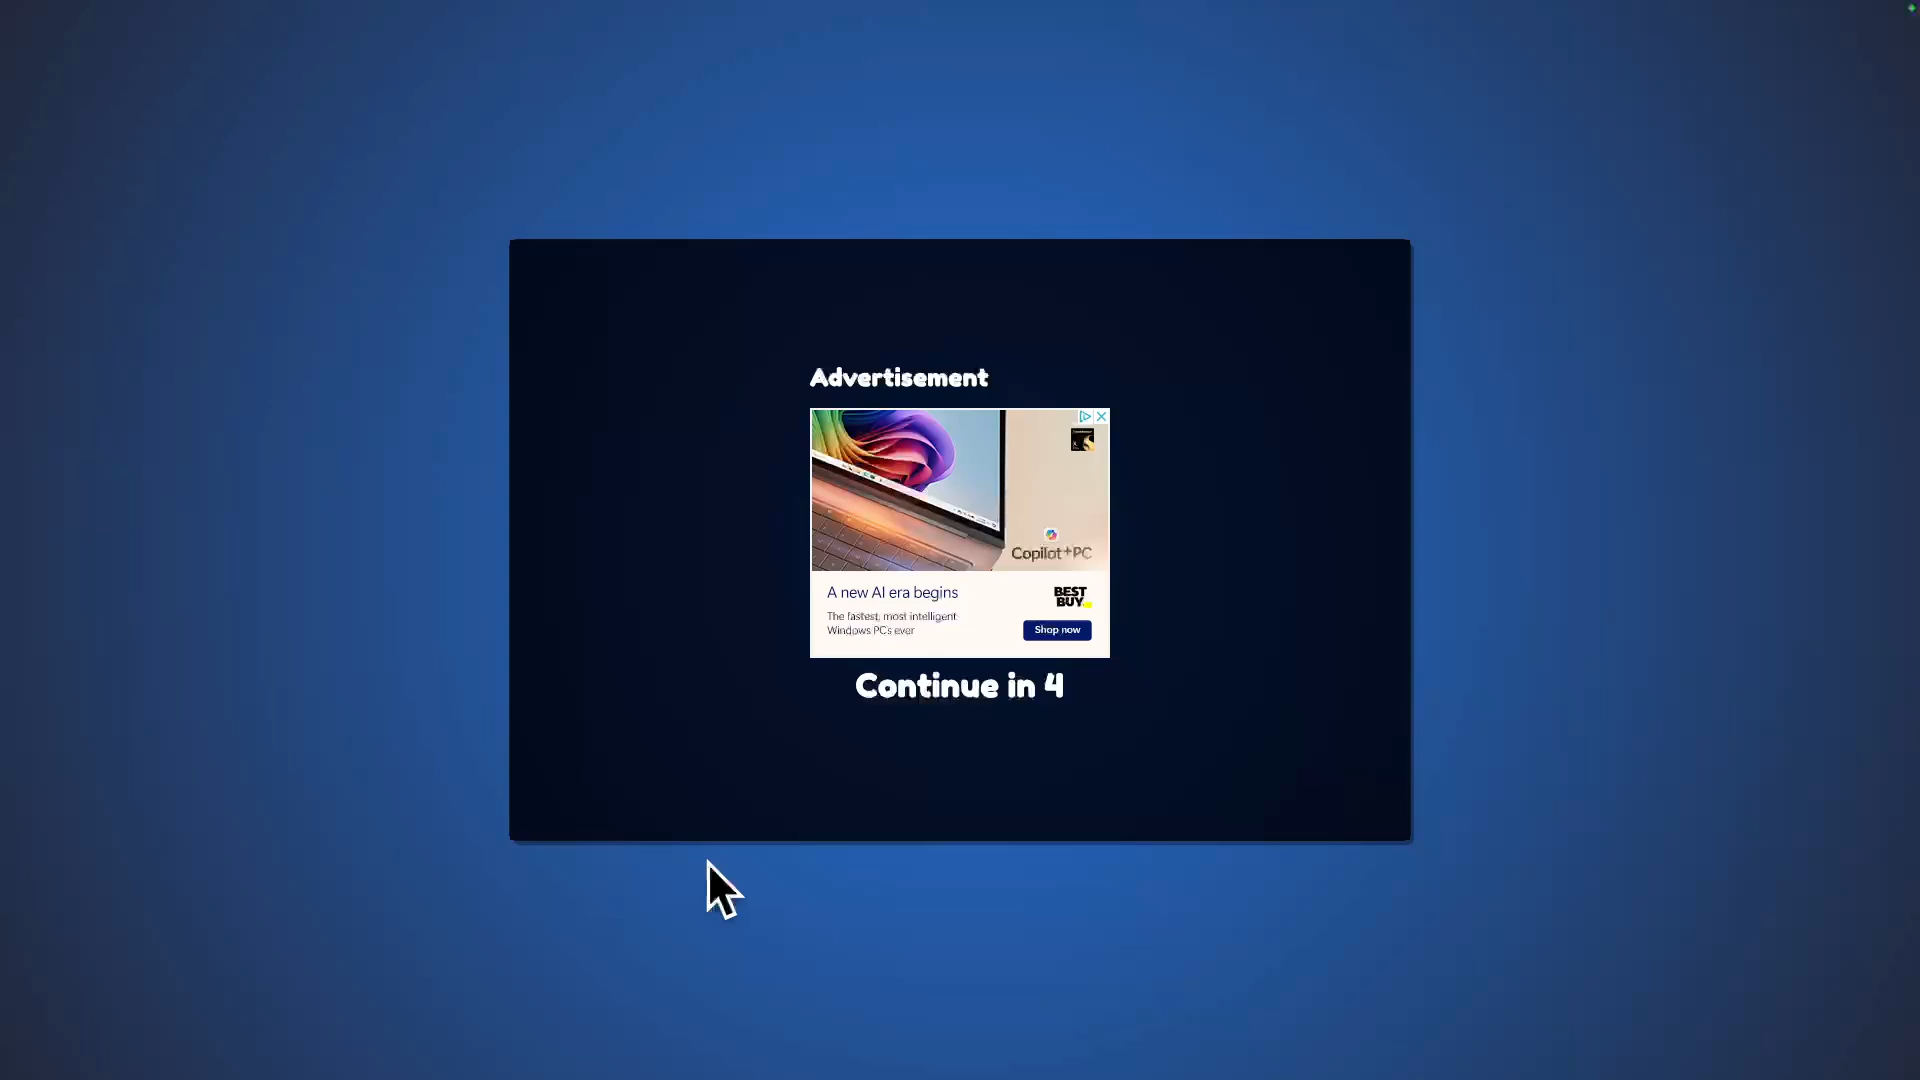 Advertisement
Copilot+PC
A new AI era begins
BEST BUY
The fastest, most intelligent
Windows PC's ever
Shop now
Continue in 4